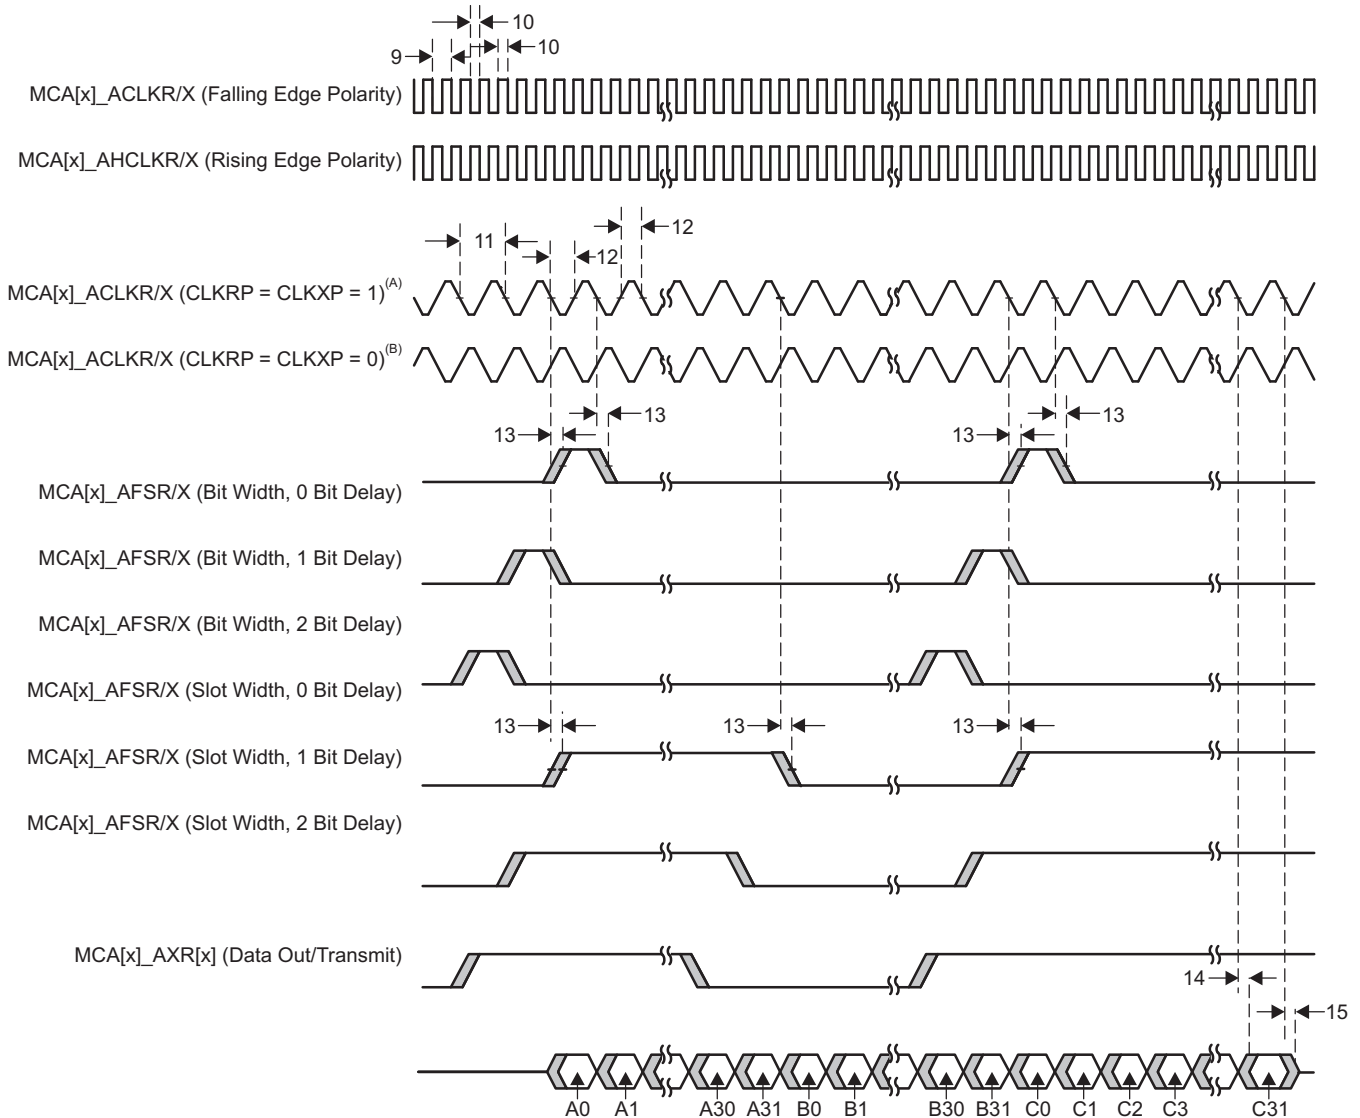 10
9
10
MCA[x]_ACLKR/X (Falling Edge Polarity)
MCA[x]_AHCLKR/X (Rising Edge Polarity)
12
11
12
MCA[x]_ACLKR/X (CLKRP = CLKXP = 1)(A)
MCA[x]_ACLKR/X (CLKRP = CLKXP = 0)(B)
13
13
13
13
MCA[x]_AFSR/X (Bit Width, 0 Bit Delay)
MCA[x]_AFSR/X (Bit Width, 1 Bit Delay)
MCA[x]_AFSR/X (Bit Width, 2 Bit Delay)
MCA[x]_AFSR/X (Slot Width, 0 Bit Delay)
13
13
13
MCA[x]_AFSR/X (Slot Width, 1 Bit Delay)
MCA[x]_AFSR/X (Slot Width, 2 Bit Delay)
MCA[x]_AXR[x] (Data Out/Transmit)
14
15
A0 A1 A30 A31 B0 B1 B30 B31 C0 C1 C2 C3 C31